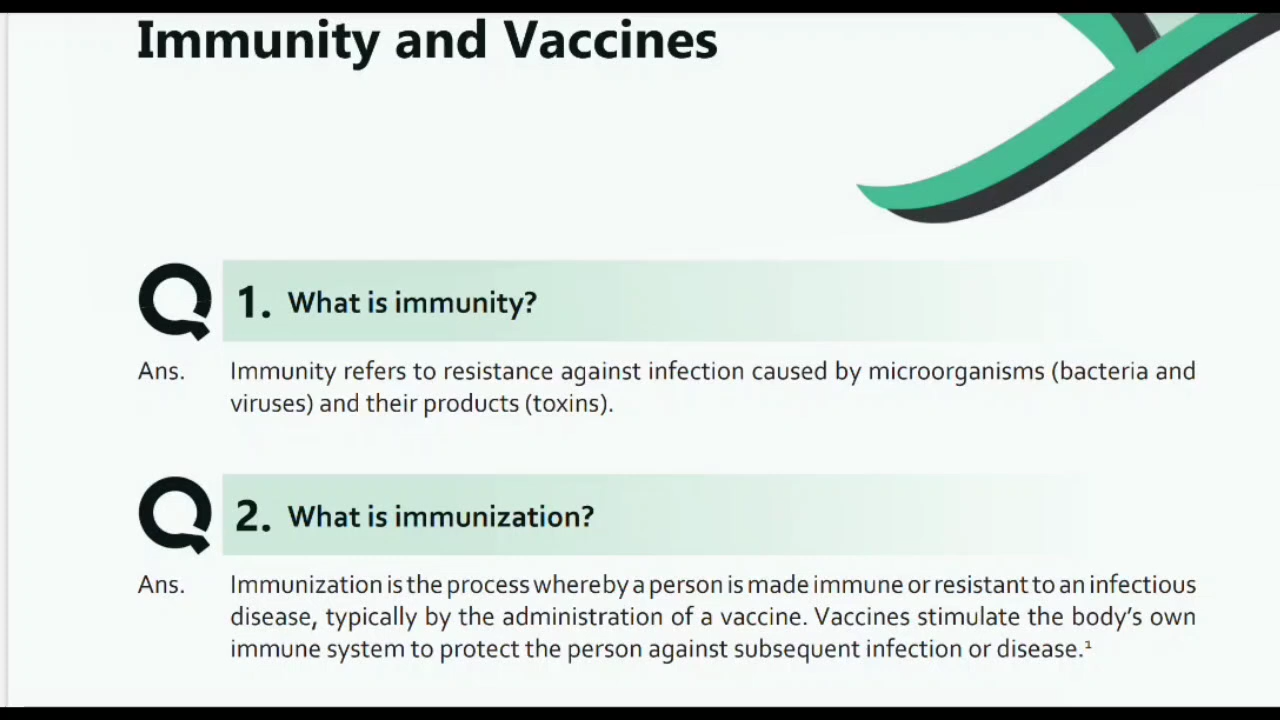 Immunity and Vaccines
Q 1. What is immunity?
Ans. Immunity refers to resistance against infection caused by microorganisms (bacteria and
viruses) and their products (toxins).
Q 2. What is immunization?
Ans. Immunization is the process whereby a person is made immune or resistant to an infectious
disease, typically by the administration of a vaccine. Vaccines stimulate the body’s own
immune system to protect the person against subsequent infection or disease.¹